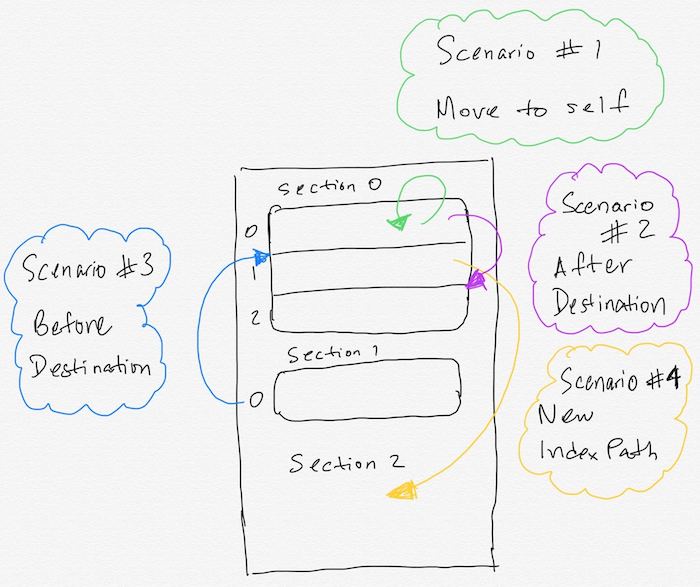 Scenario #1
Move to self
Section 0
0
1
2
Section 1
0
Section 2
Scenario
#2
After
Destination
Scenario #3
Before
Destination
Scenario #4
New
Index Path